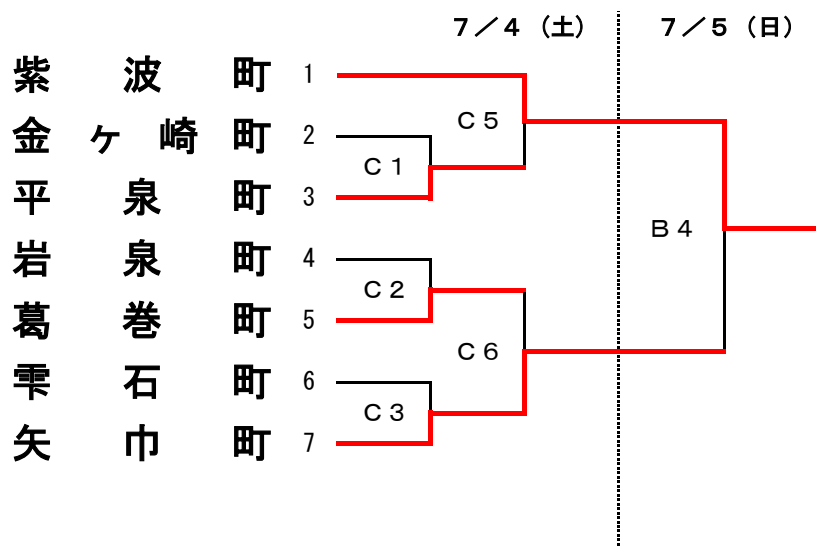 ７／４（土） ７／５（日）
紫波町 1
C5
金ヶ崎町 2
C1
平泉町 3
B4
岩泉町 4
C2
葛巻町 5
C6
雫石町 6
C3
矢巾町 7